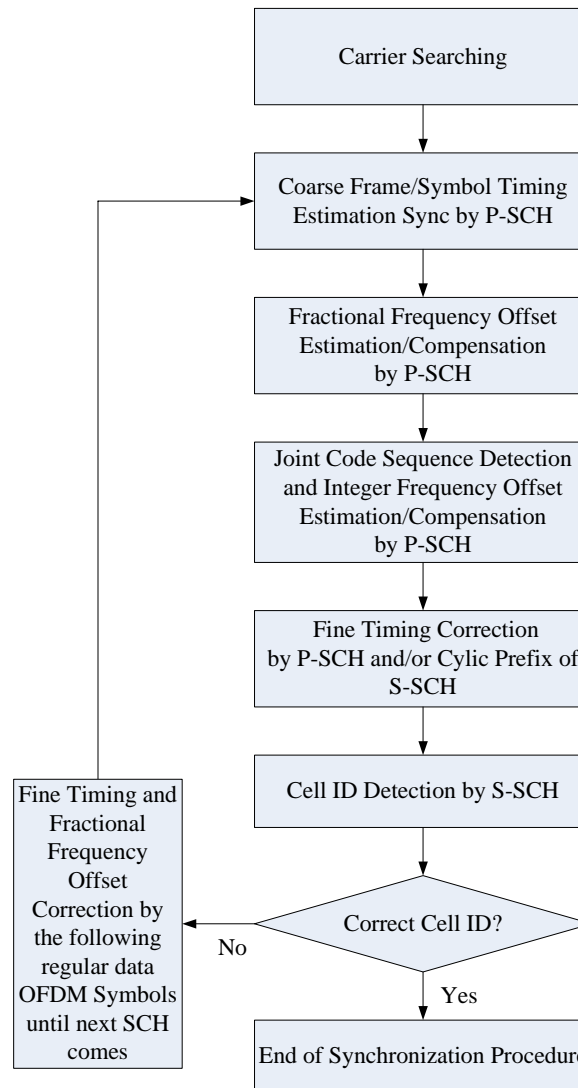 Carrier Searching
Coarse Frame/Symbol Timing
Estimation Sync by P-SCH
Fractional Frequency Offset
Estimation/Compensation
by P-SCH
Joint Code Sequence Detection
and Integer Frequency Offset
Estimation/Compensation
by P-SCH
Fine Timing Correction
by P-SCH and/or Cylic Prefix of
S-SCH
Cell ID Detection by S-SCH
Fine Timing and
Fractional
Frequency
Offset
Correction by
the following
regular data
OFDM Symbols
until next SCH
comes
Correct Cell ID?
No
Yes
End of Synchronization Procedure